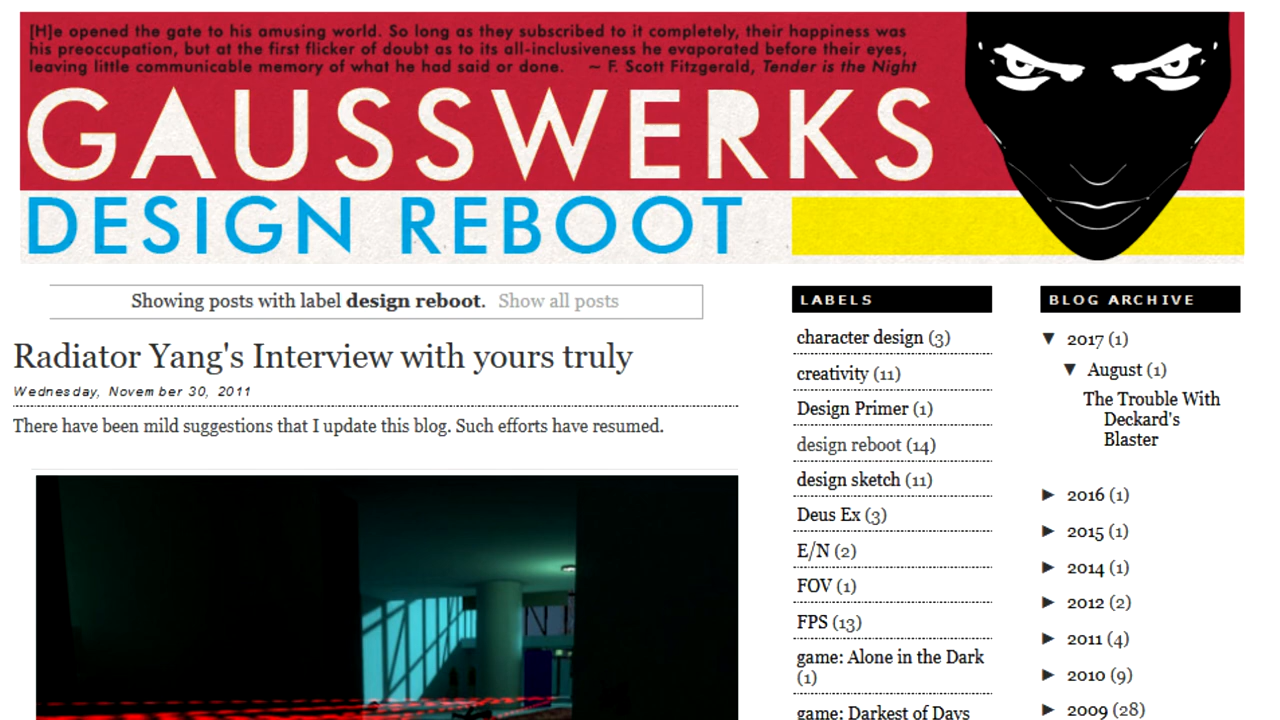 [H]e opened the gate to his amusing world. So long as they subscribed to it completely, their happiness was
his preoccupation, but at the first flicker of doubt as to its all-inclusiveness he evaporated before their eyes,
leaving little communicable memory of what he had said or done. ~ F. Scott Fitzgerald, Tender is the Night
GAUSSWERKS
DESIGN REBOOT
Showing posts with label design reboot. Show all posts
Radiator Yang's Interview with yours truly
Wednesday, November 30, 2011
There have been mild suggestions that I update this blog. Such efforts have resumed.
LABELS
character design (3)
creativity (11)
Design Primer (1)
design reboot (14)
design sketch (11)
Deus Ex (3)
E/N (2)
FOV (1)
FPS (13)
game: Alone in the Dark
(1)
game: Darkest of Days
BLOG ARCHIVE
▼ 2017 (1)
▼ August (1)
The Trouble With
Deckard's
Blaster
► 2016 (1)
► 2015 (1)
► 2014 (1)
► 2012 (2)
► 2011 (4)
► 2010 (9)
► 2009 (28)